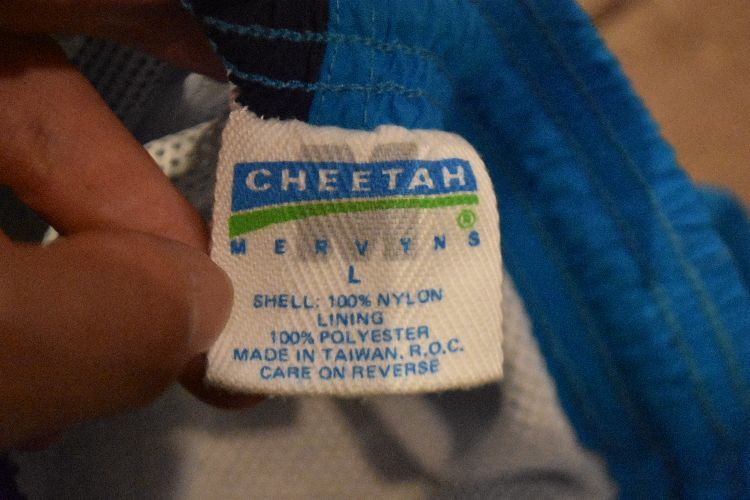 CHEETAH
®
MERVYNS
L
SHELL: 100% NYLON
LINING
100% POLYESTER
MADE IN TAIWAN, R.O.C.
CARE ON REVERSE